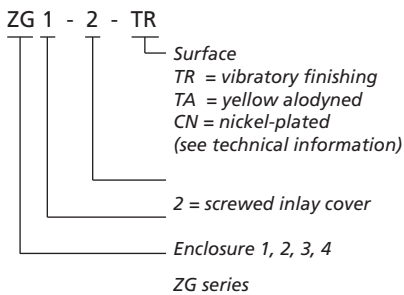 ZG 1 - 2 - TR
Surface
TR = vibratory finishing
TA = yellow alodyned
CN = nickel-plated
(see technical information)
2 = screwed inlay cover
Enclosure 1, 2, 3, 4
ZG series